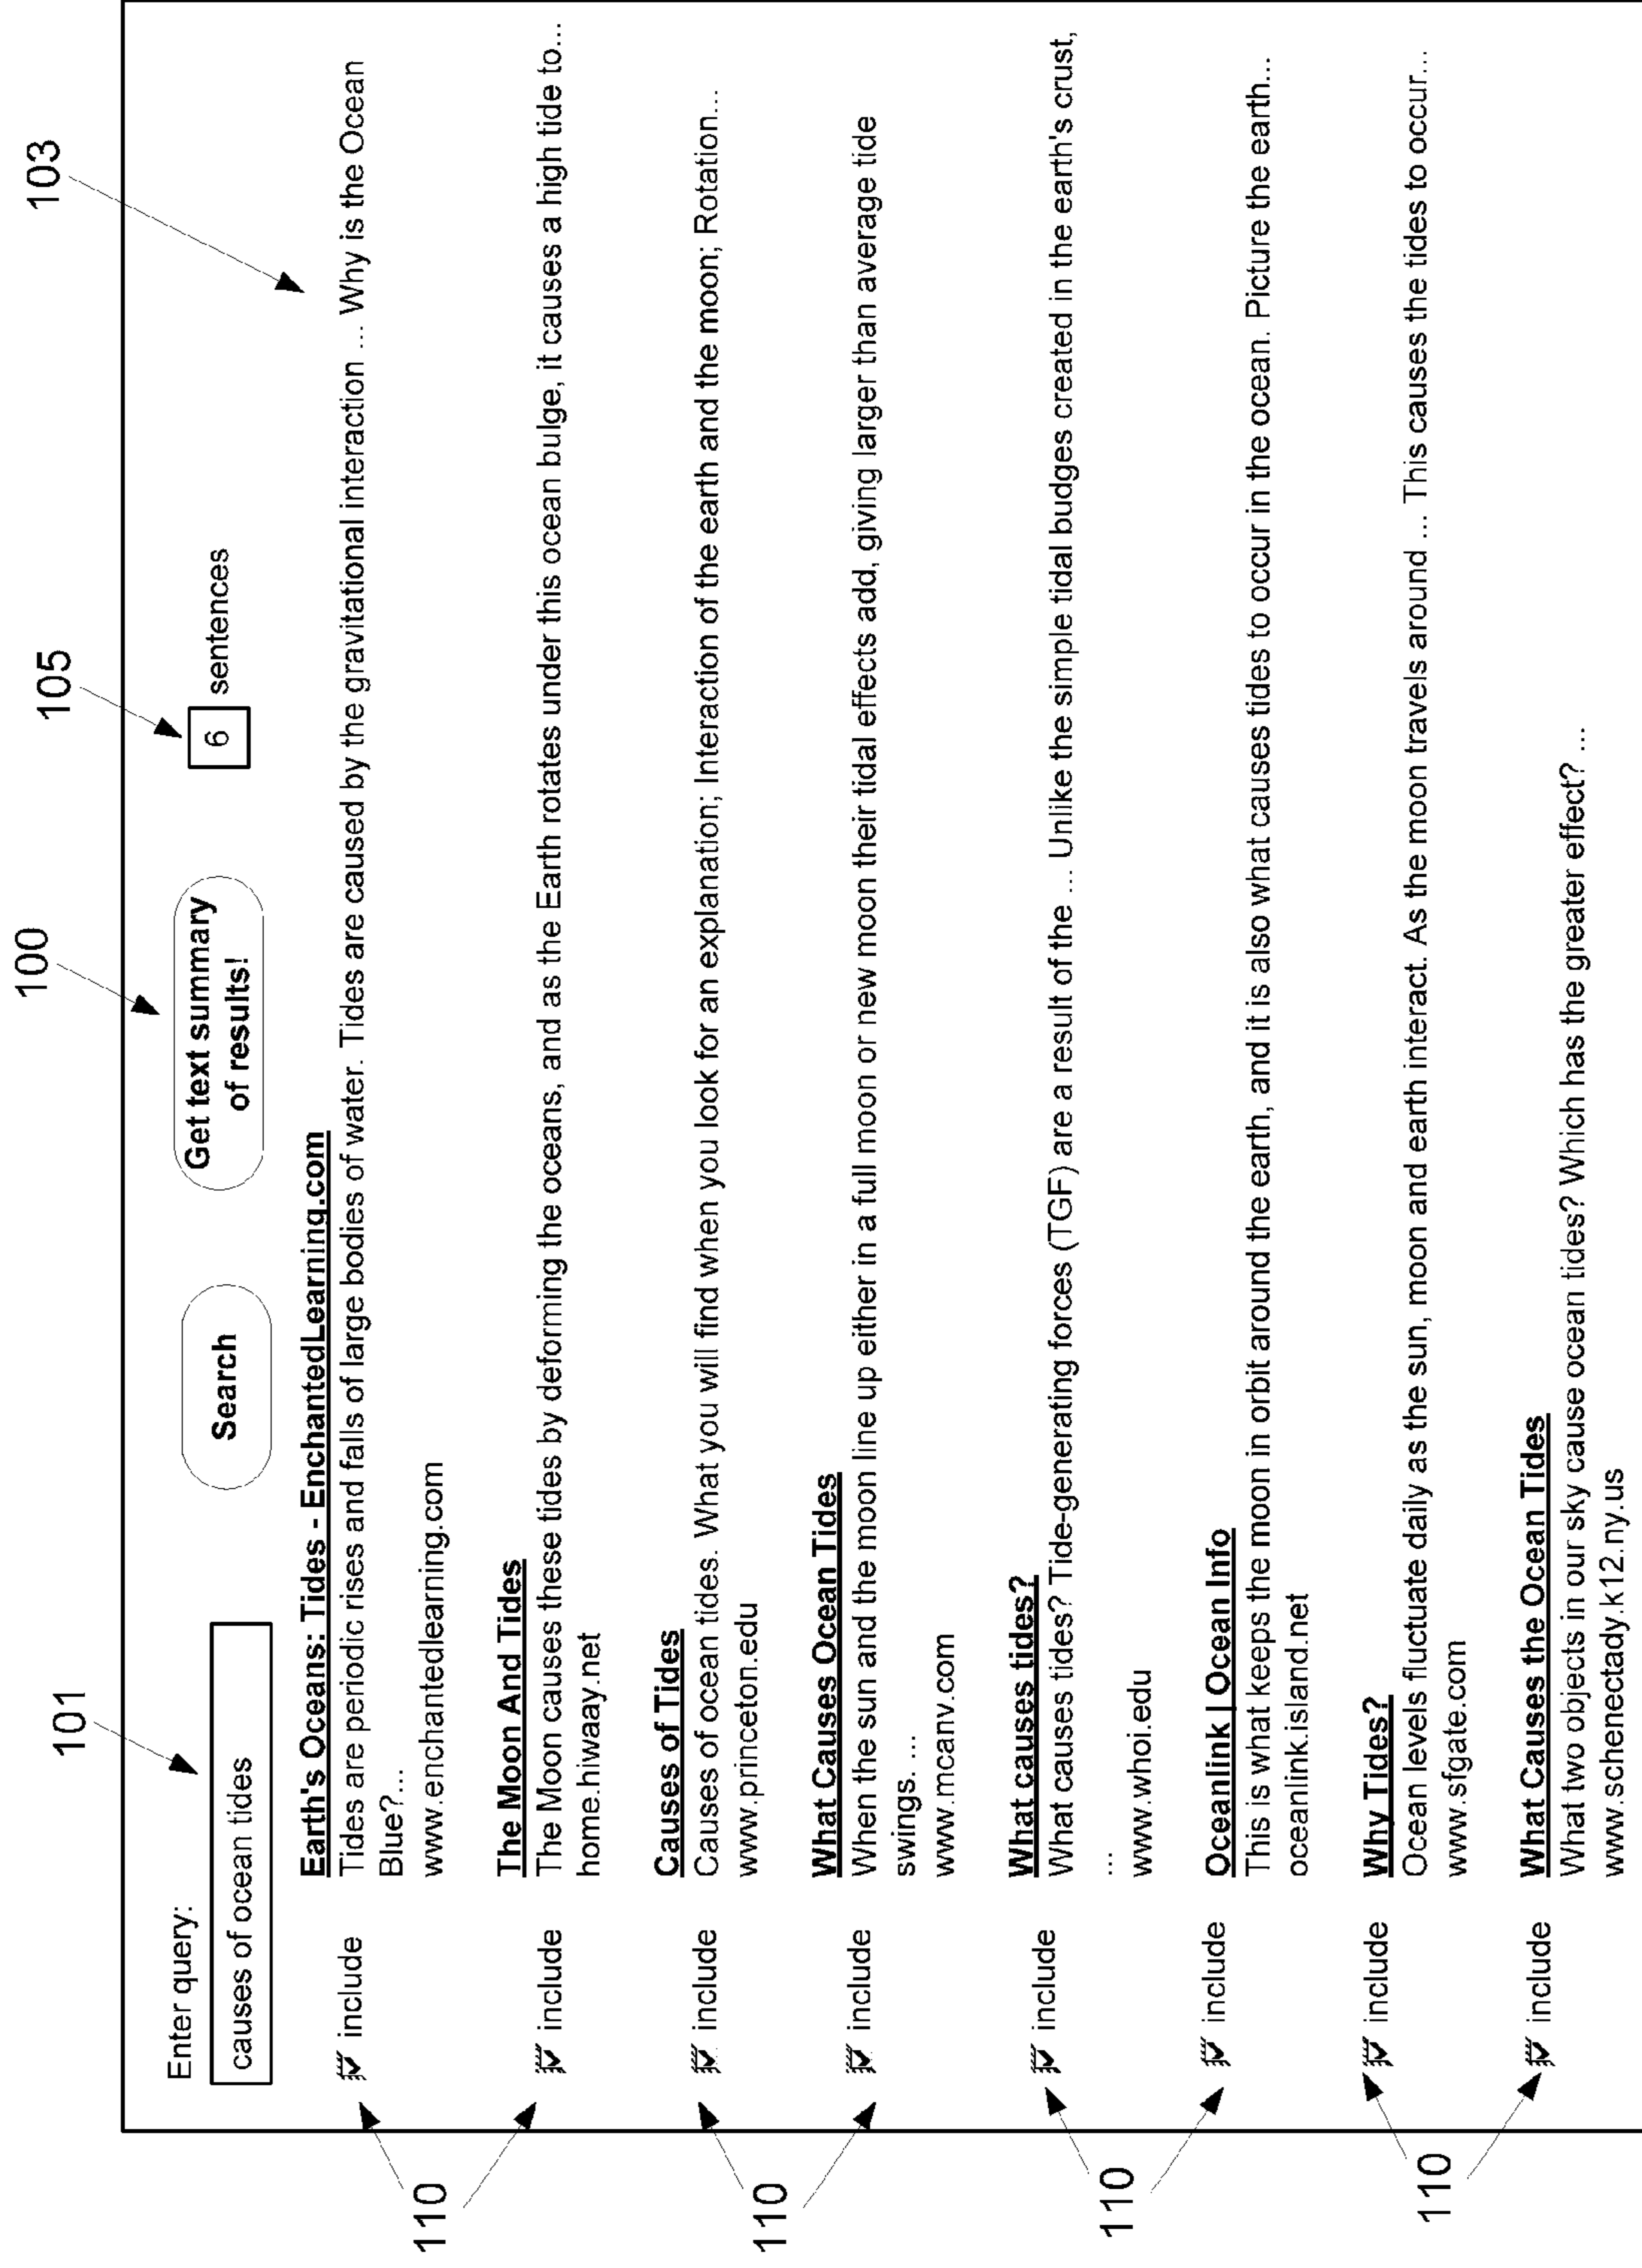 103
105
100
101
Enter query:
causes of ocean tides
Search
Get text summary
of results!
6
sentences
110
include
Earth's Oceans: Tides - EnchantedLearning.com
Tides are periodic rises and falls of large bodies of water. Tides are caused by the gravitational interaction ... Why is the Ocean
Blue?...
www.enchantedlearning.com
include
The Moon And Tides
The Moon causes these tides by deforming the oceans, and as the Earth rotates under this ocean bulge, it causes a high tide to...
home.hiwaay.net
110
include
Causes of Tides
Causes of ocean tides. What you will find when you look for an explanation; Interaction of the earth and the moon; Rotation...
www.princeton.edu
include
What Causes Ocean Tides
When the sun and the moon line up either in a full moon or new moon their tidal effects add, giving larger than average tide
swings. ...
www.mcanv.com
110
include
What causes tides?
What causes tides? Tide-generating forces (TGF) are a result of the ... Unlike the simple tidal budges created in the earth's crust,
...
www.whoi.edu
include
Oceanlink | Ocean Info
This is what keeps the moon in orbit around the earth, and it is also what causes tides to occur in the ocean. Picture the earth...
oceanlink.island.net
110
include
Why Tides?
Ocean levels fluctuate daily as the sun, moon and earth interact. As the moon travels around ... This causes the tides to occur...
www.sfgate.com
include
What Causes the Ocean Tides
What two objects in our sky cause ocean tides? Which has the greater effect? ...
www.schenectady.k12.ny.us